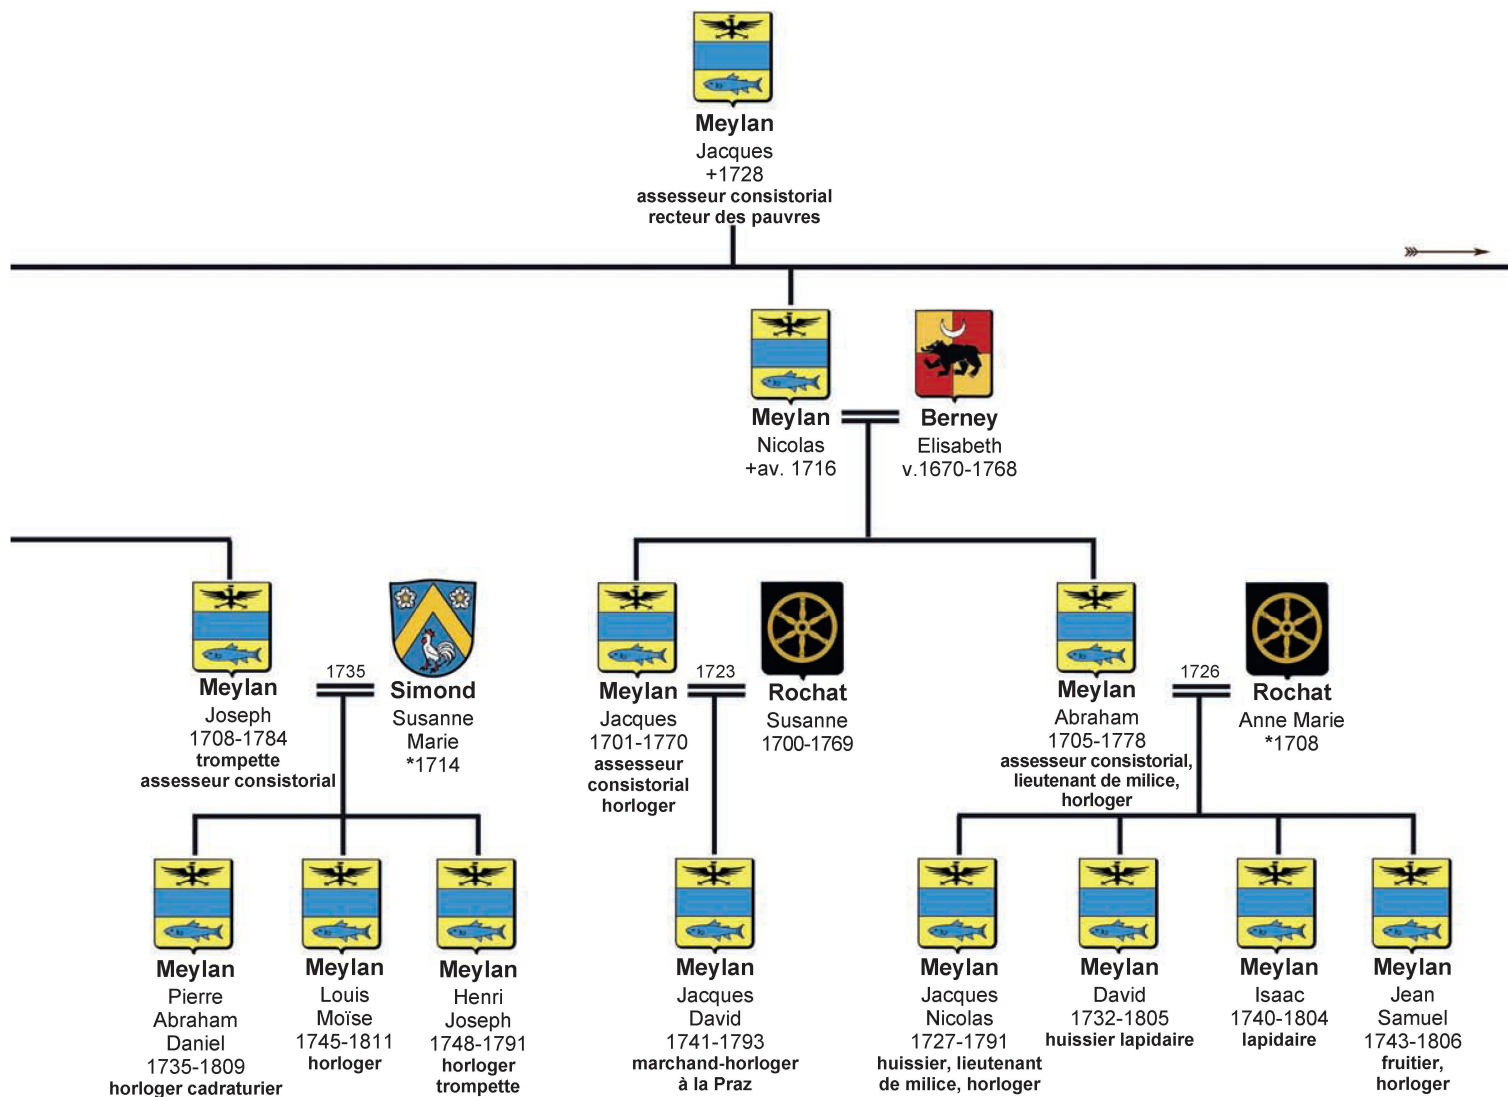 Meylan
Jacques
+1728
assesseur consistorial
recteur des pauvres
Meylan
Nicolas
+av. 1716
Berney
Elisabeth
v.1670-1768
Meylan
Joseph
1708-1784
trompette
assesseur consistorial
1735
Simond
Susanne
Marie
*1714
Meylan
Jacques
1701-1770
assesseur
consistorial
horloger
1723
Rochat
Susanne
1700-1769
Meylan
Abraham
1705-1778
assesseur consistorial,
lieutenant de milice,
horloger
1726
Rochat
Anne Marie
*1708
Meylan
Pierre
Abraham
Daniel
1735-1809
horloger cadraturier
Meylan
Louis
Moïse
1745-1811
horloger
Meylan
Henri
Joseph
1748-1791
horloger
trompette
Meylan
Jacques
David
1741-1793
marchand-horloger
à la Praz
Meylan
Jacques
Nicolas
1727-1791
huissier, lieutenant
de milice, horloger
Meylan
David
1732-1805
huissier lapidaire
Meylan
Isaac
1740-1804
lapidaire
Meylan
Jean
Samuel
1743-1806
fruitier,
horloger